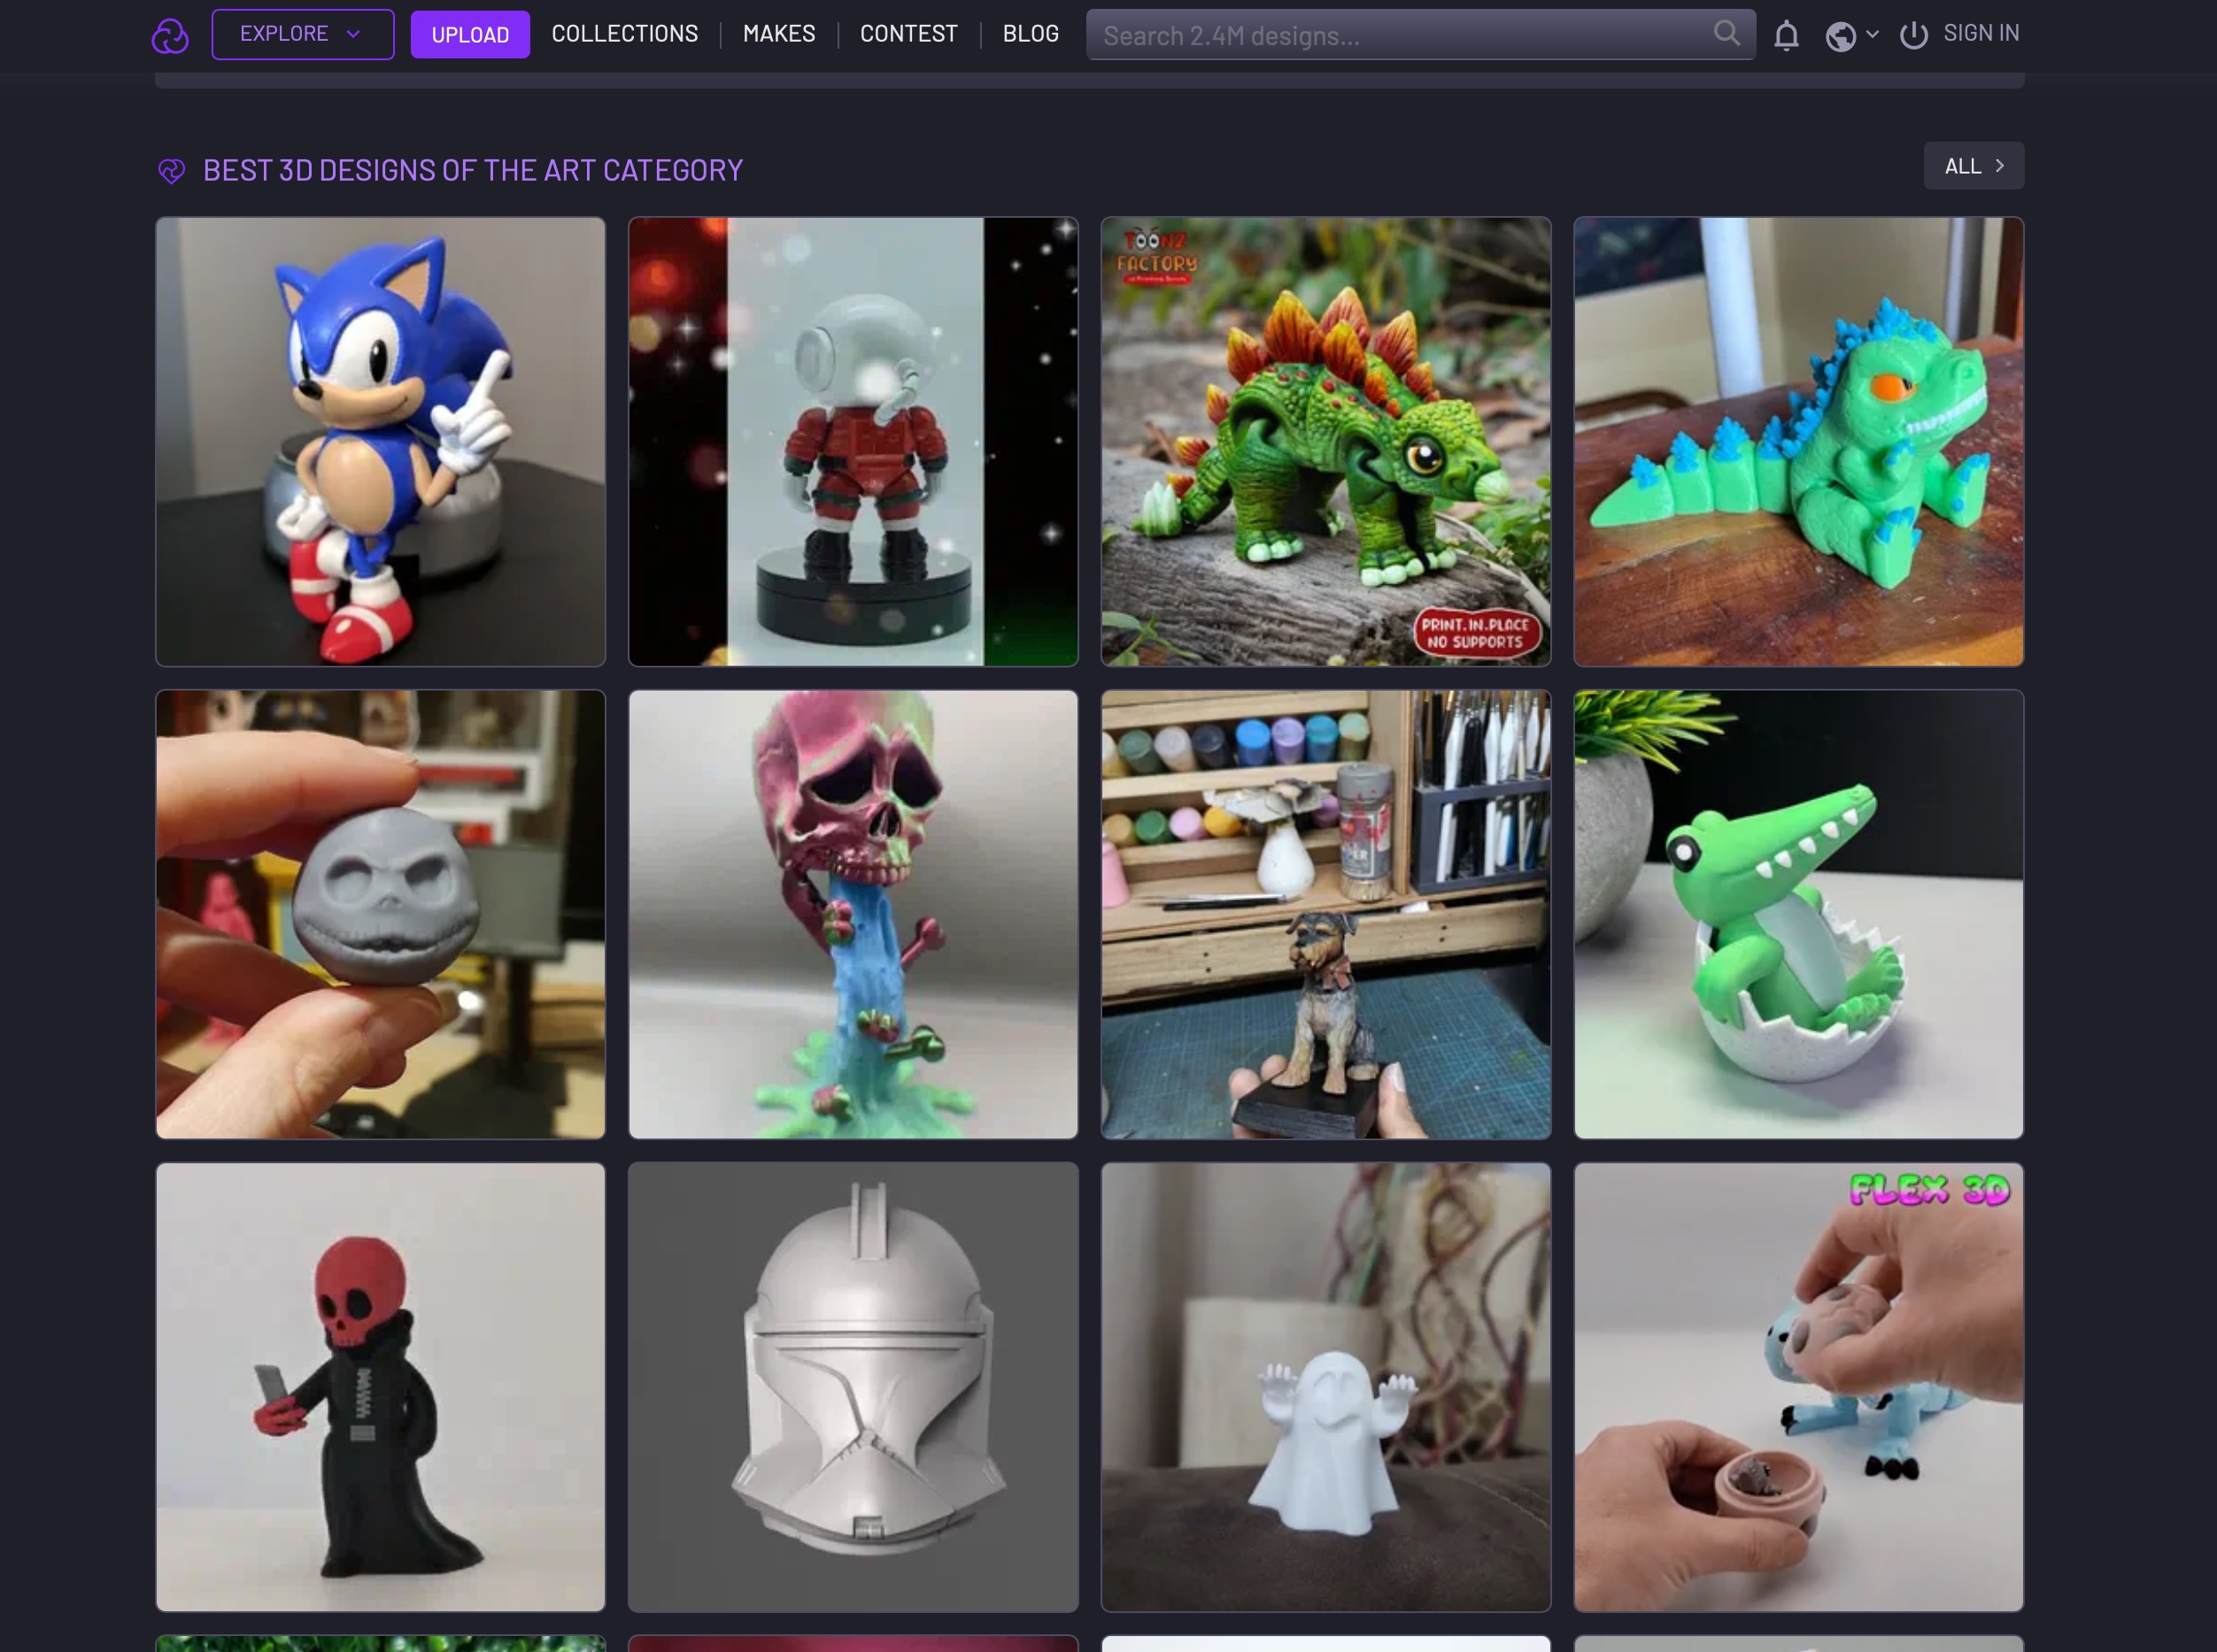 EXPLORE
UPLOAD
COLLECTIONS
MAKES
CONTEST
BLOG
Search 2.4M designs...
SIGN IN
BEST 3D DESIGNS OF THE ART CATEGORY
ALL
TOONZ
FACTORY
PRINT.IN.PLACE
NO SUPPORTS
FLEX 3D